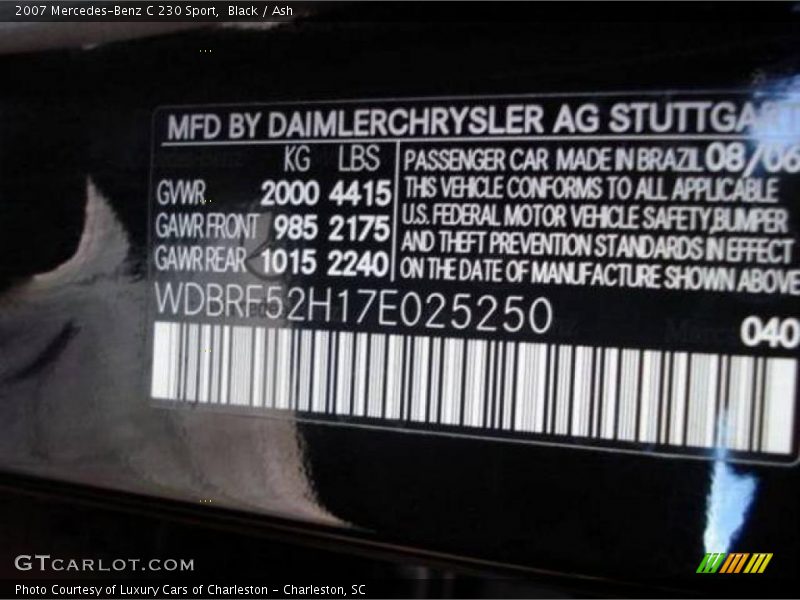 2007 Mercedes-Benz C 230 Sport, Black / Ash
MFD BY DAIMLERCHRYSLER AG STUTTGART
KG LBS
GVWR 2000 4415
GAWR FRONT 985 2175
GAWR REAR 1015 2240
PASSENGER CAR MADE IN BRAZIL 08/06
THIS VEHICLE CONFORMS TO ALL APPLICABLE
U.S. FEDERAL MOTOR VEHICLE SAFETY, BUMPER
AND THEFT PREVENTION STANDARDS IN EFFECT
ON THE DATE OF MANUFACTURE SHOWN ABOVE
WDBRF52H17E025250
040
GTCARLOT.COM
Photo Courtesy of Luxury Cars of Charleston - Charleston, SC